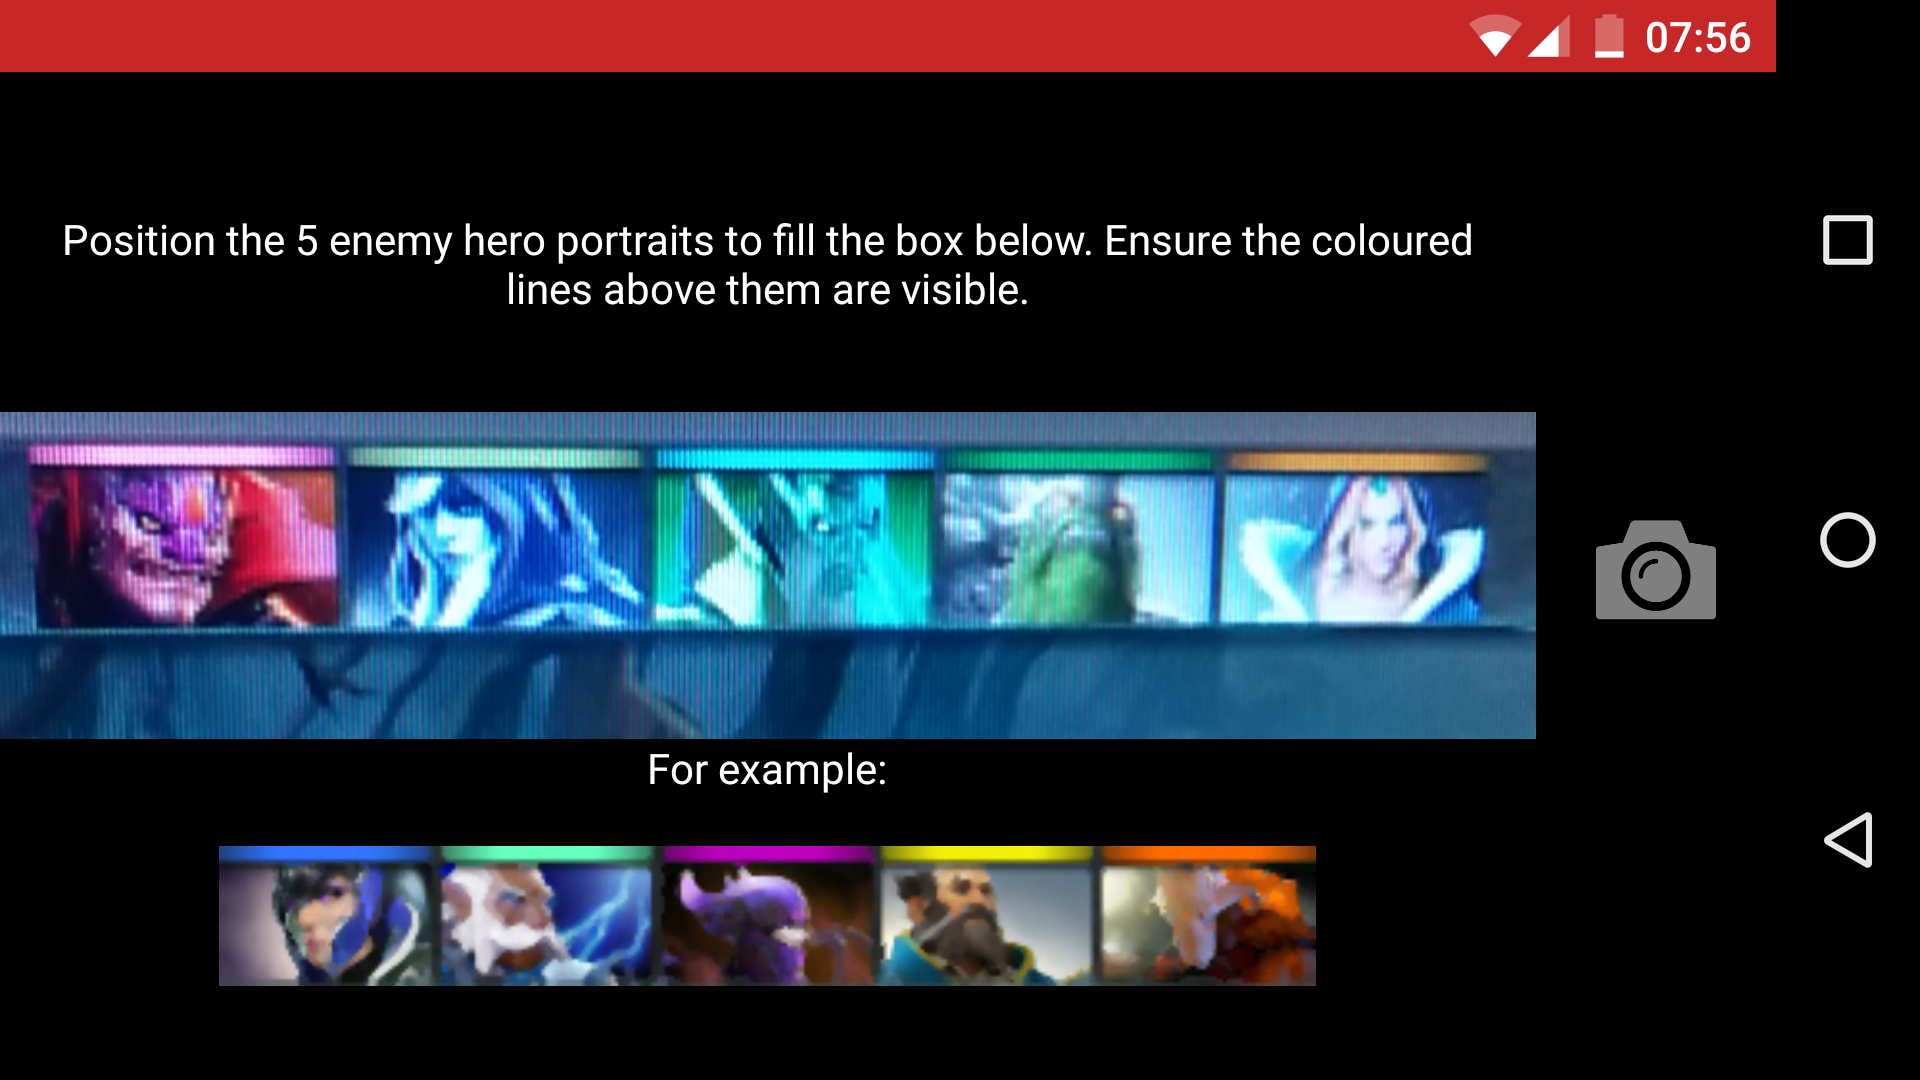 07:56
Position the 5 enemy hero portraits to fill the box below. Ensure the coloured
lines above them are visible.
For example: